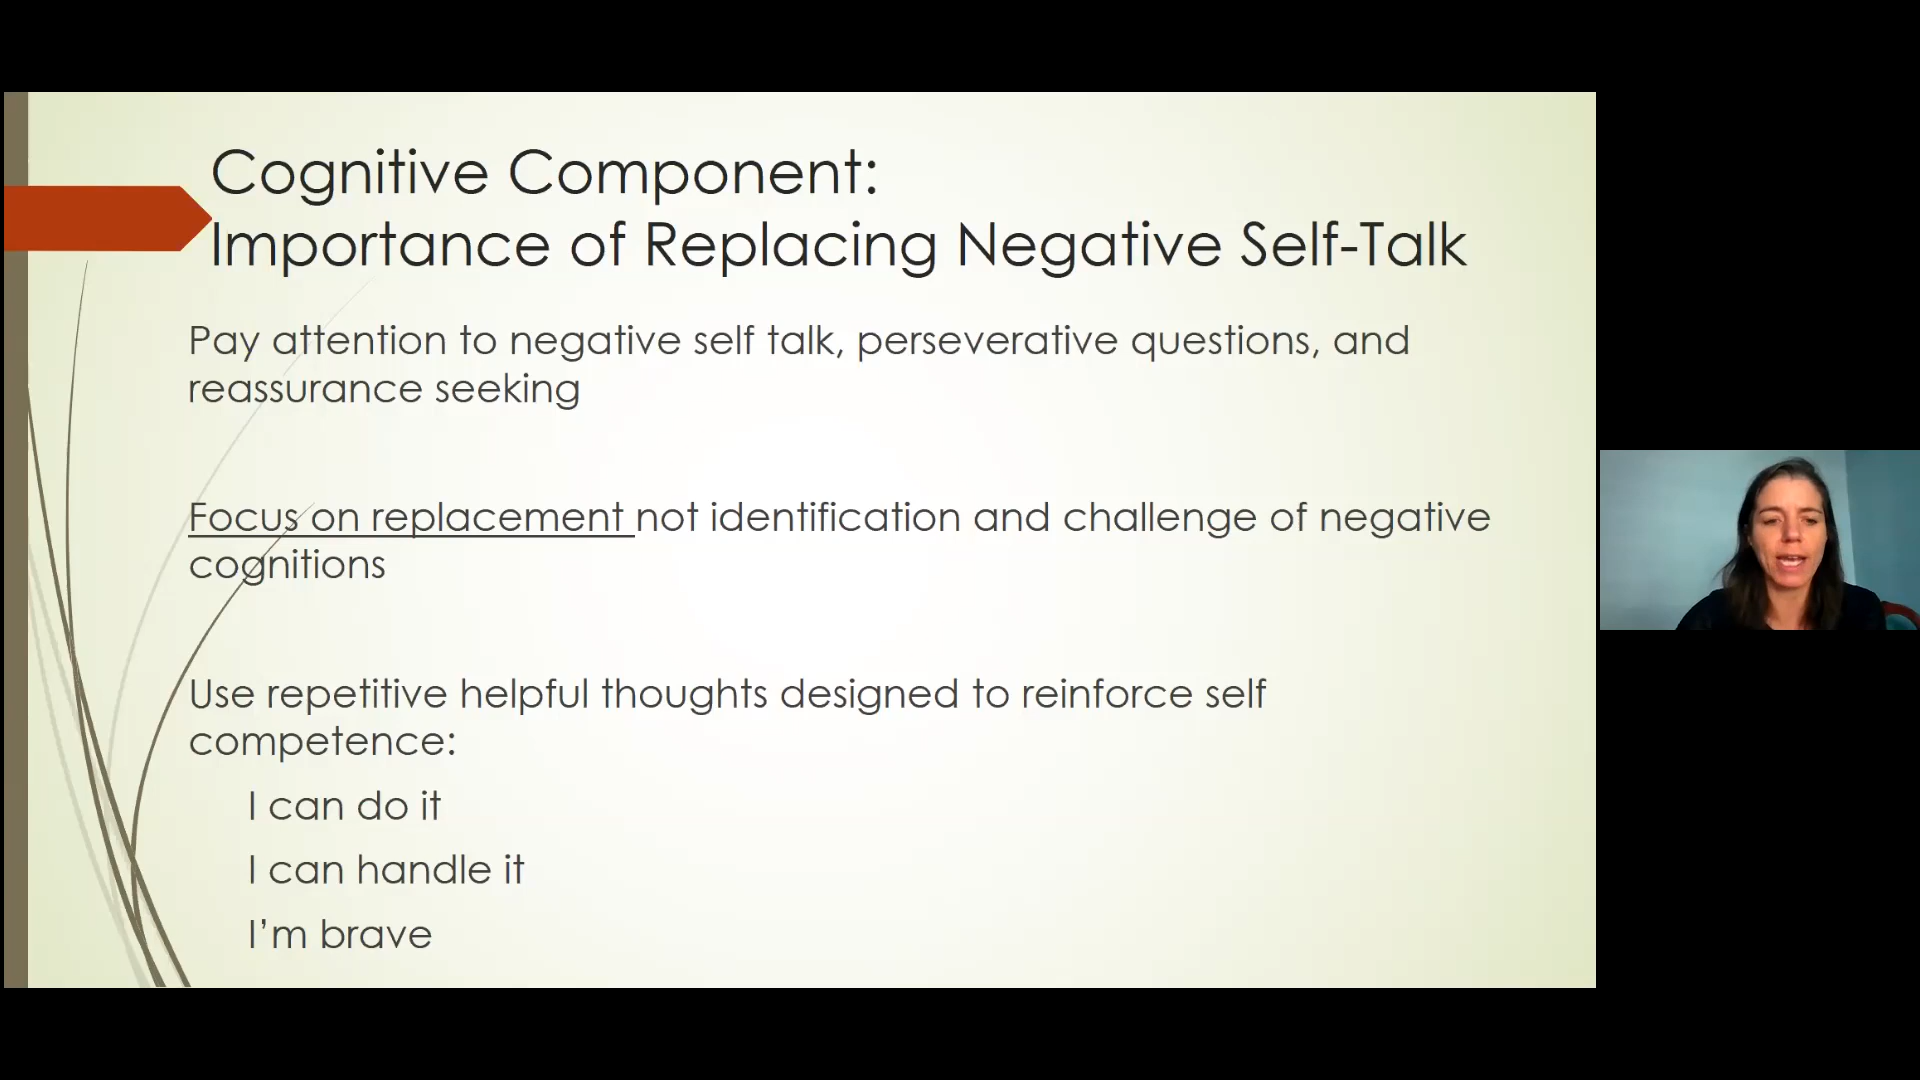 Cognitive Component:
Importance of Replacing Negative Self-Talk
Pay attention to negative self talk, perseverative questions, and
reassurance seeking
Focus on replacement not identification and challenge of negative
cognitions
Use repetitive helpful thoughts designed to reinforce self
competence:
I can do it
I can handle it
I’m brave